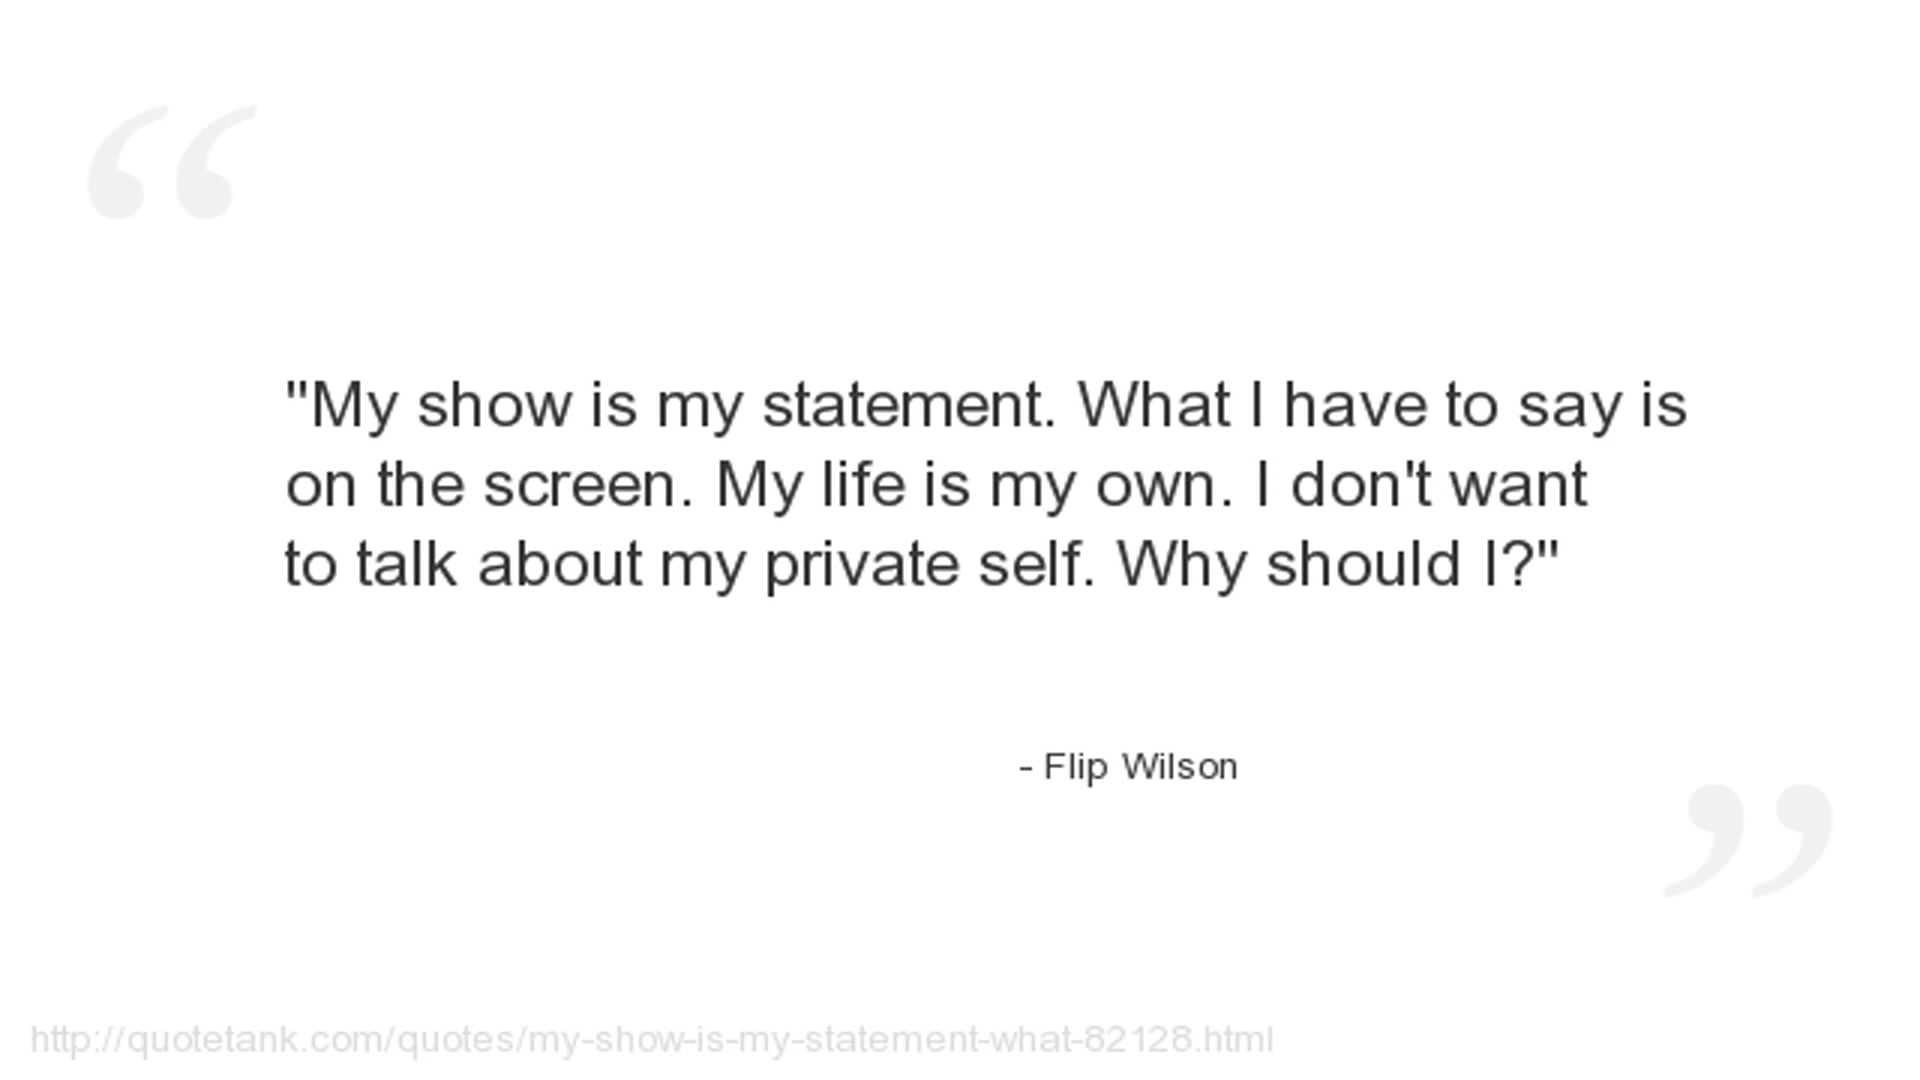 "My show is my statement. What I have to say is
on the screen. My life is my own. I don't want
to talk about my private self. Why should I?"
- Flip Wilson
http://quotetank.com/quotes/my-show-is-my-statement-what-82128.html